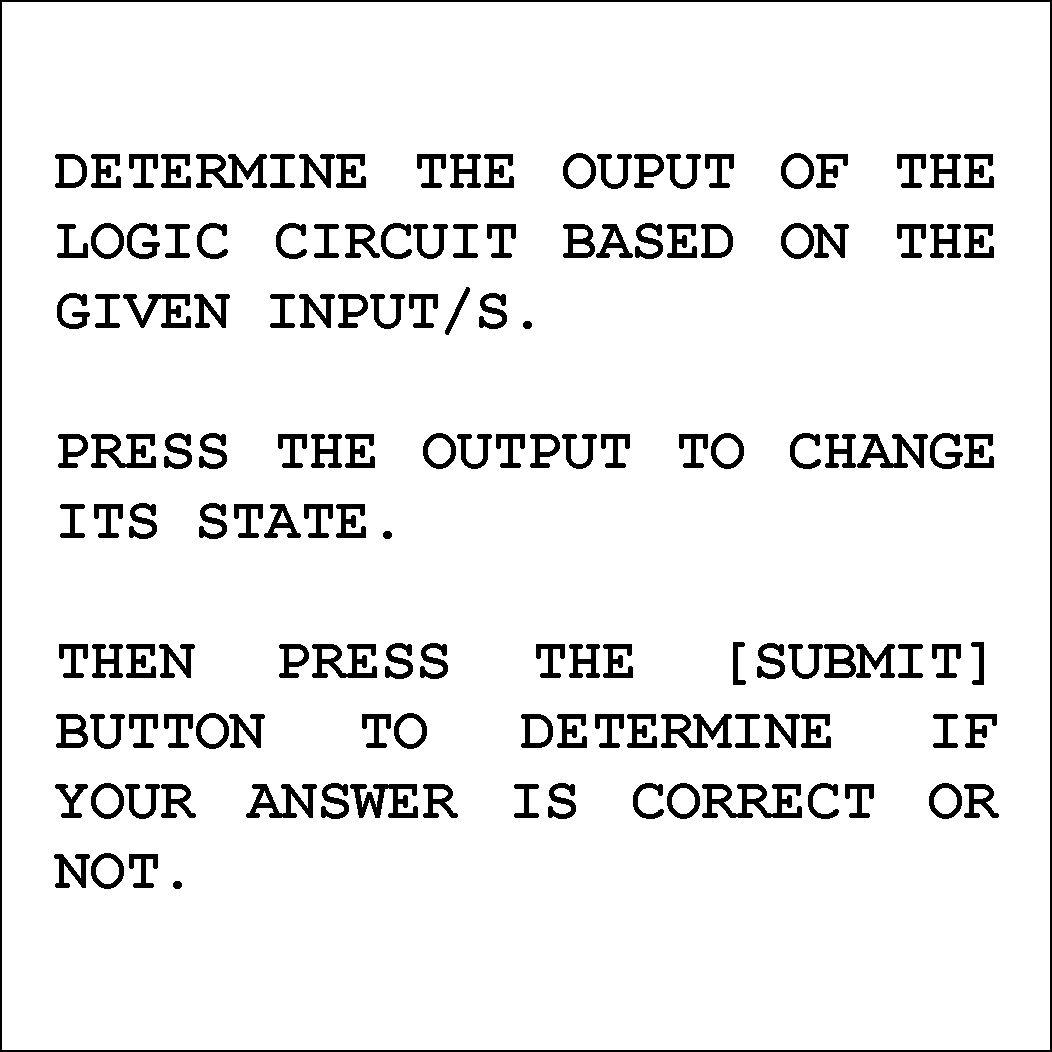 DETERMINE THE OUPUT OF THE
LOGIC CIRCUIT BASED ON THE
GIVEN INPUT/S.
PRESS THE OUTPUT TO CHANGE
ITS STATE.
THEN PRESS THE [SUBMIT]
BUTTON TO DETERMINE IF
YOUR ANSWER IS CORRECT OR
NOT.